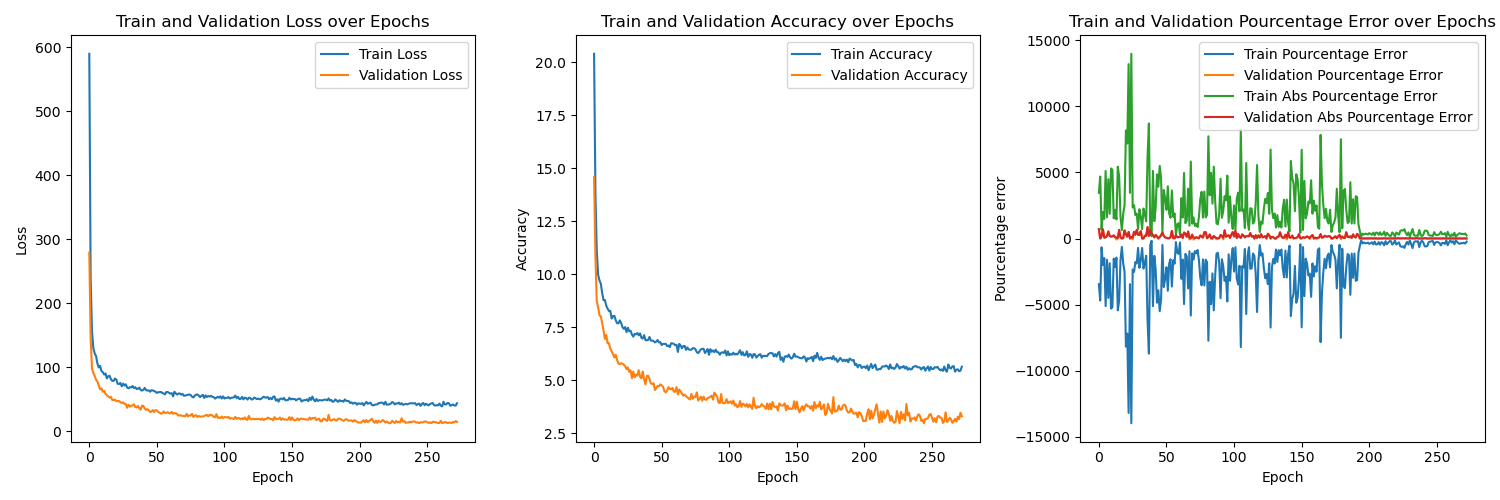 Train and Validation Loss over Epochs
Train Loss
Validation Loss
600
500
400
300
200
100
0
Loss
0 50 100 150 200 250
Epoch
Train and Validation Accuracy over Epochs
Train Accuracy
Validation Accuracy
20.0
17.5
15.0
12.5
10.0
7.5
5.0
2.5
Accuracy
0 50 100 150 200 250
Epoch
Train and Validation Pourcentage Error over Epochs
Train Pourcentage Error
Validation Pourcentage Error
Train Abs Pourcentage Error
Validation Abs Pourcentage Error
15000
10000
5000
0
−5000
−10000
−15000
Pourcentage error
0 50 100 150 200 250
Epoch